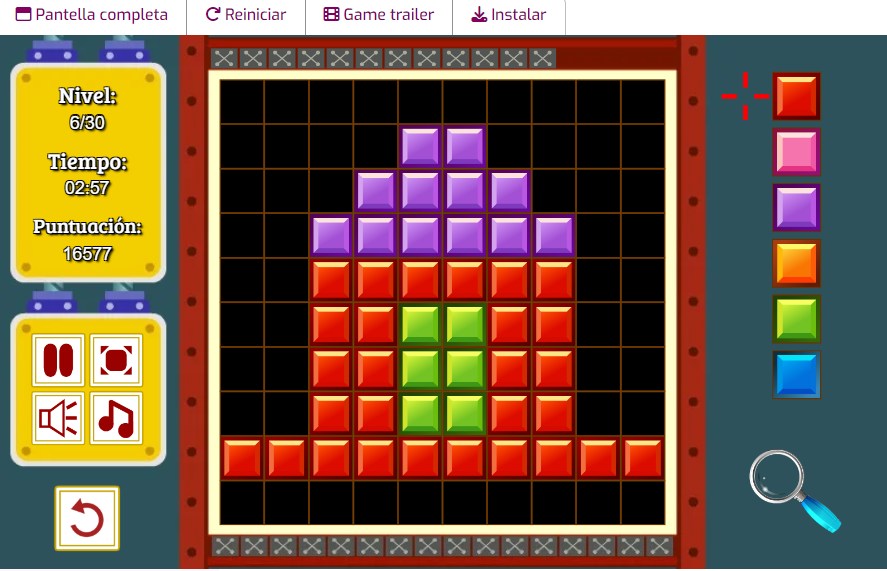 Pantella completa
Reiniciar
Game trailer
Instalar
Nivel:
6/30
Tiempo:
02:57
Puntuación:
16577